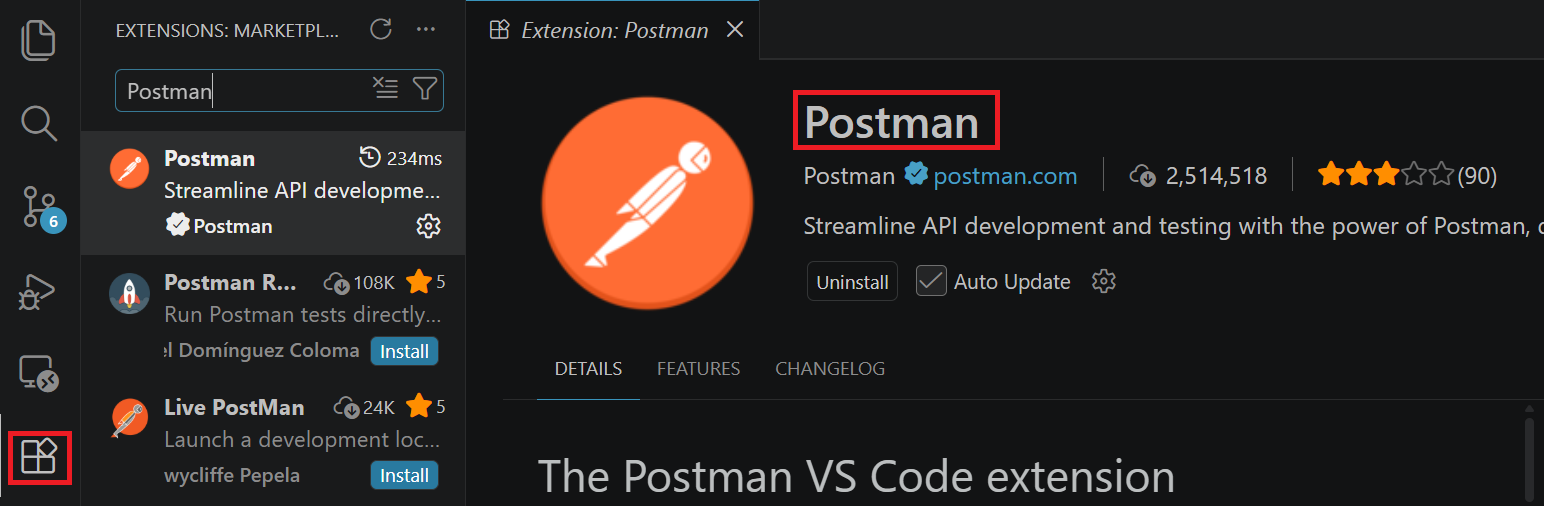 EXTENSIONS: MARKETPL...
Postman
Postman 234ms
Streamline API developme...
Postman
Postman R... 108K 5
Run Postman tests directly...
el Domínguez Coloma Install
Live PostMan 24K 5
Launch a development loc...
wycliffe Pepela Install
6
Extension: Postman
Postman
Postman postman.com 2,514,518 (90)
Streamline API development and testing with the power of Postman,
Uninstall Auto Update
DETAILS FEATURES CHANGELOG
The Postman VS Code extension